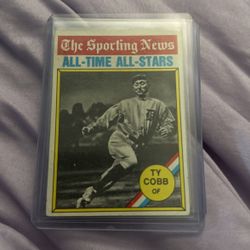 The Sporting News
ALL-TIME ALL-STARS
TY
COBB
OF